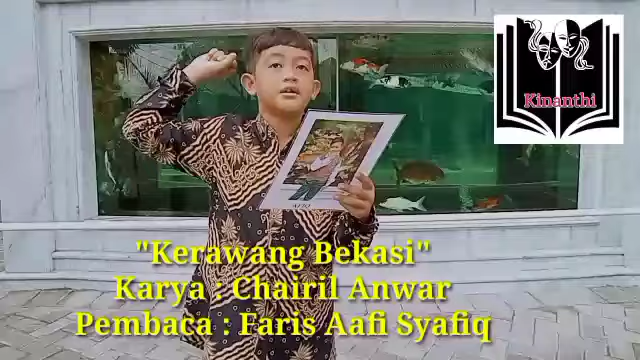 Kinanthi
"Kerawang Bekasi"
Karya : Chairil Anwar
Pembaca : Faris Aafi Syafiq